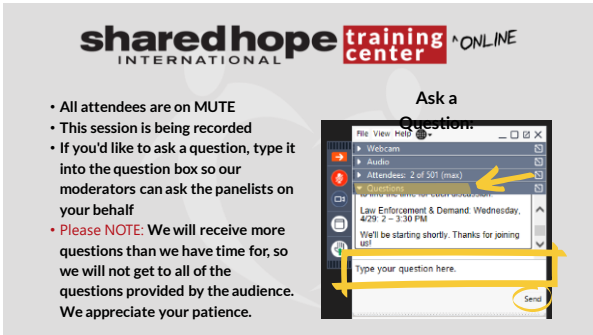 sharedhope training center ^ONLINE
INTERNATIONAL
• All attendees are on MUTE
• This session is being recorded
• If you'd like to ask a question, type it
into the question box so our
moderators can ask the panelists on
your behalf
• Please NOTE: We will receive more
questions than we have time for, so
we will not get to all of the
questions provided by the audience.
We appreciate your patience.
Ask a
Question:
File View Help
Webcam
Audio
Attendees: 2 of 501 (max)
Questions
Law Enforcement & Demand: Wednesday,
4/29: 2 – 3:30 PM
We'll be starting shortly. Thanks for joining
us!
Type your question here.
Send